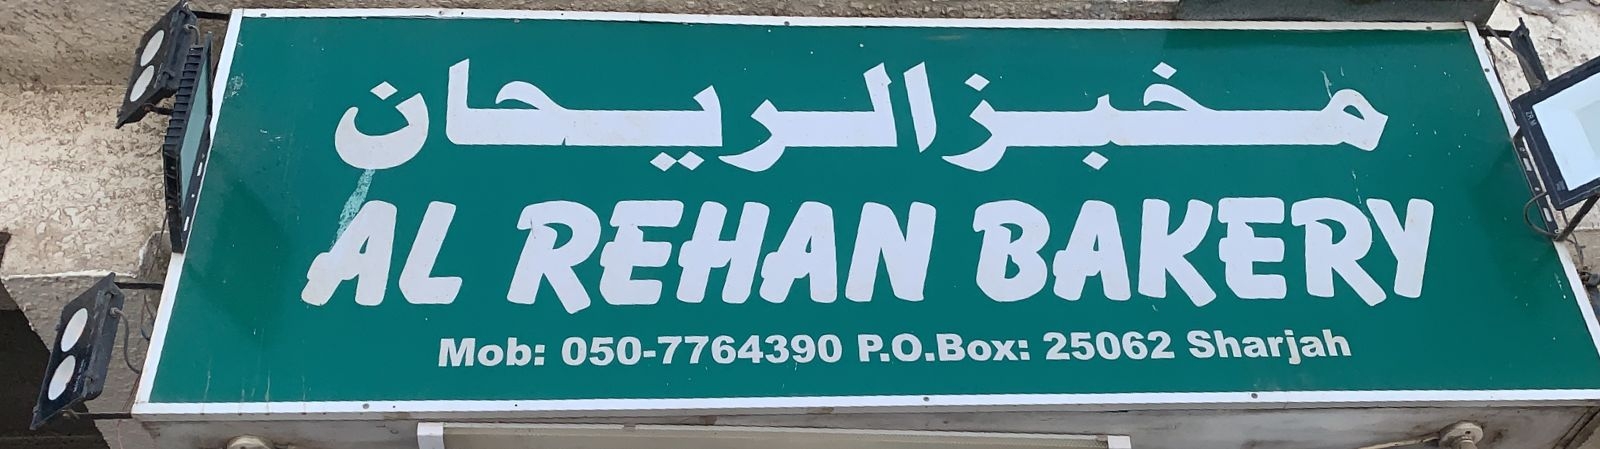 مخبز الريحان
AL REHAN BAKERY
Mob: 050-7764390 P.O.Box: 25062 Sharjah